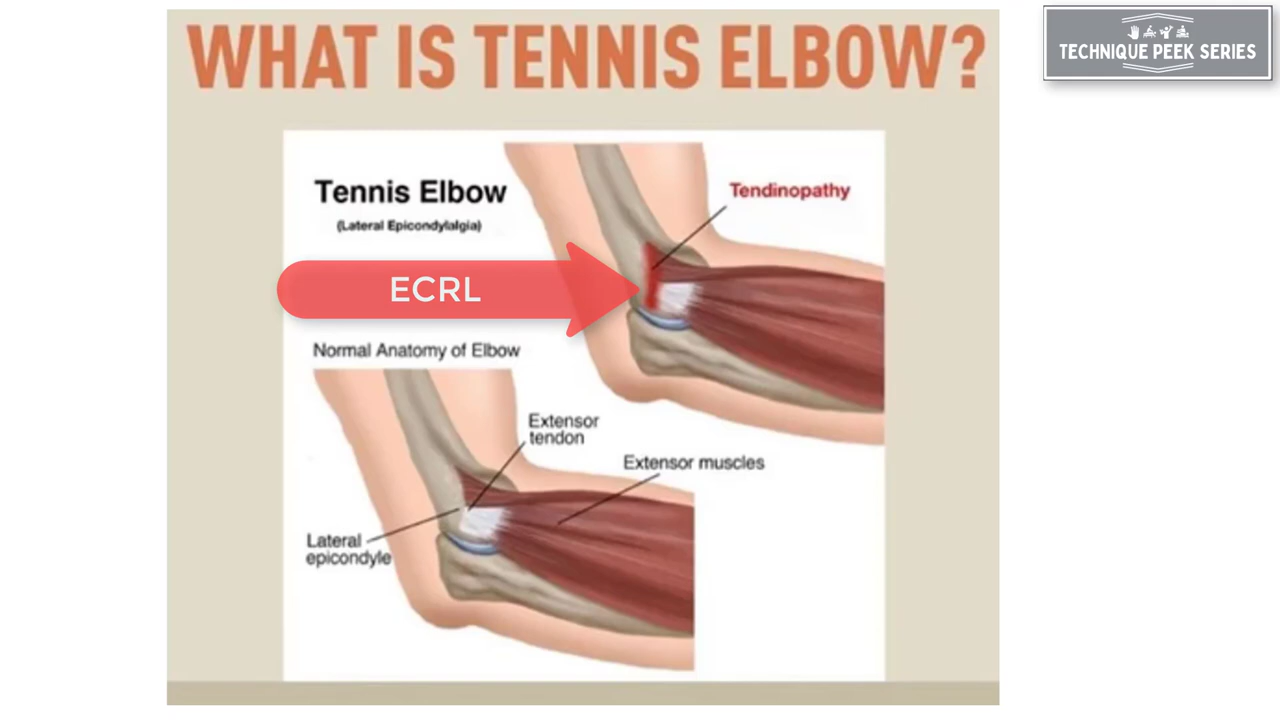 WHAT IS TENNIS ELBOW?
TECHNIQUE PEEK SERIES
Tennis Elbow
(Lateral Epicondylalgia)
Tendinopathy
ECRL
Normal Anatomy of Elbow
Extensor
tendon
Extensor muscles
Lateral
epicondyle